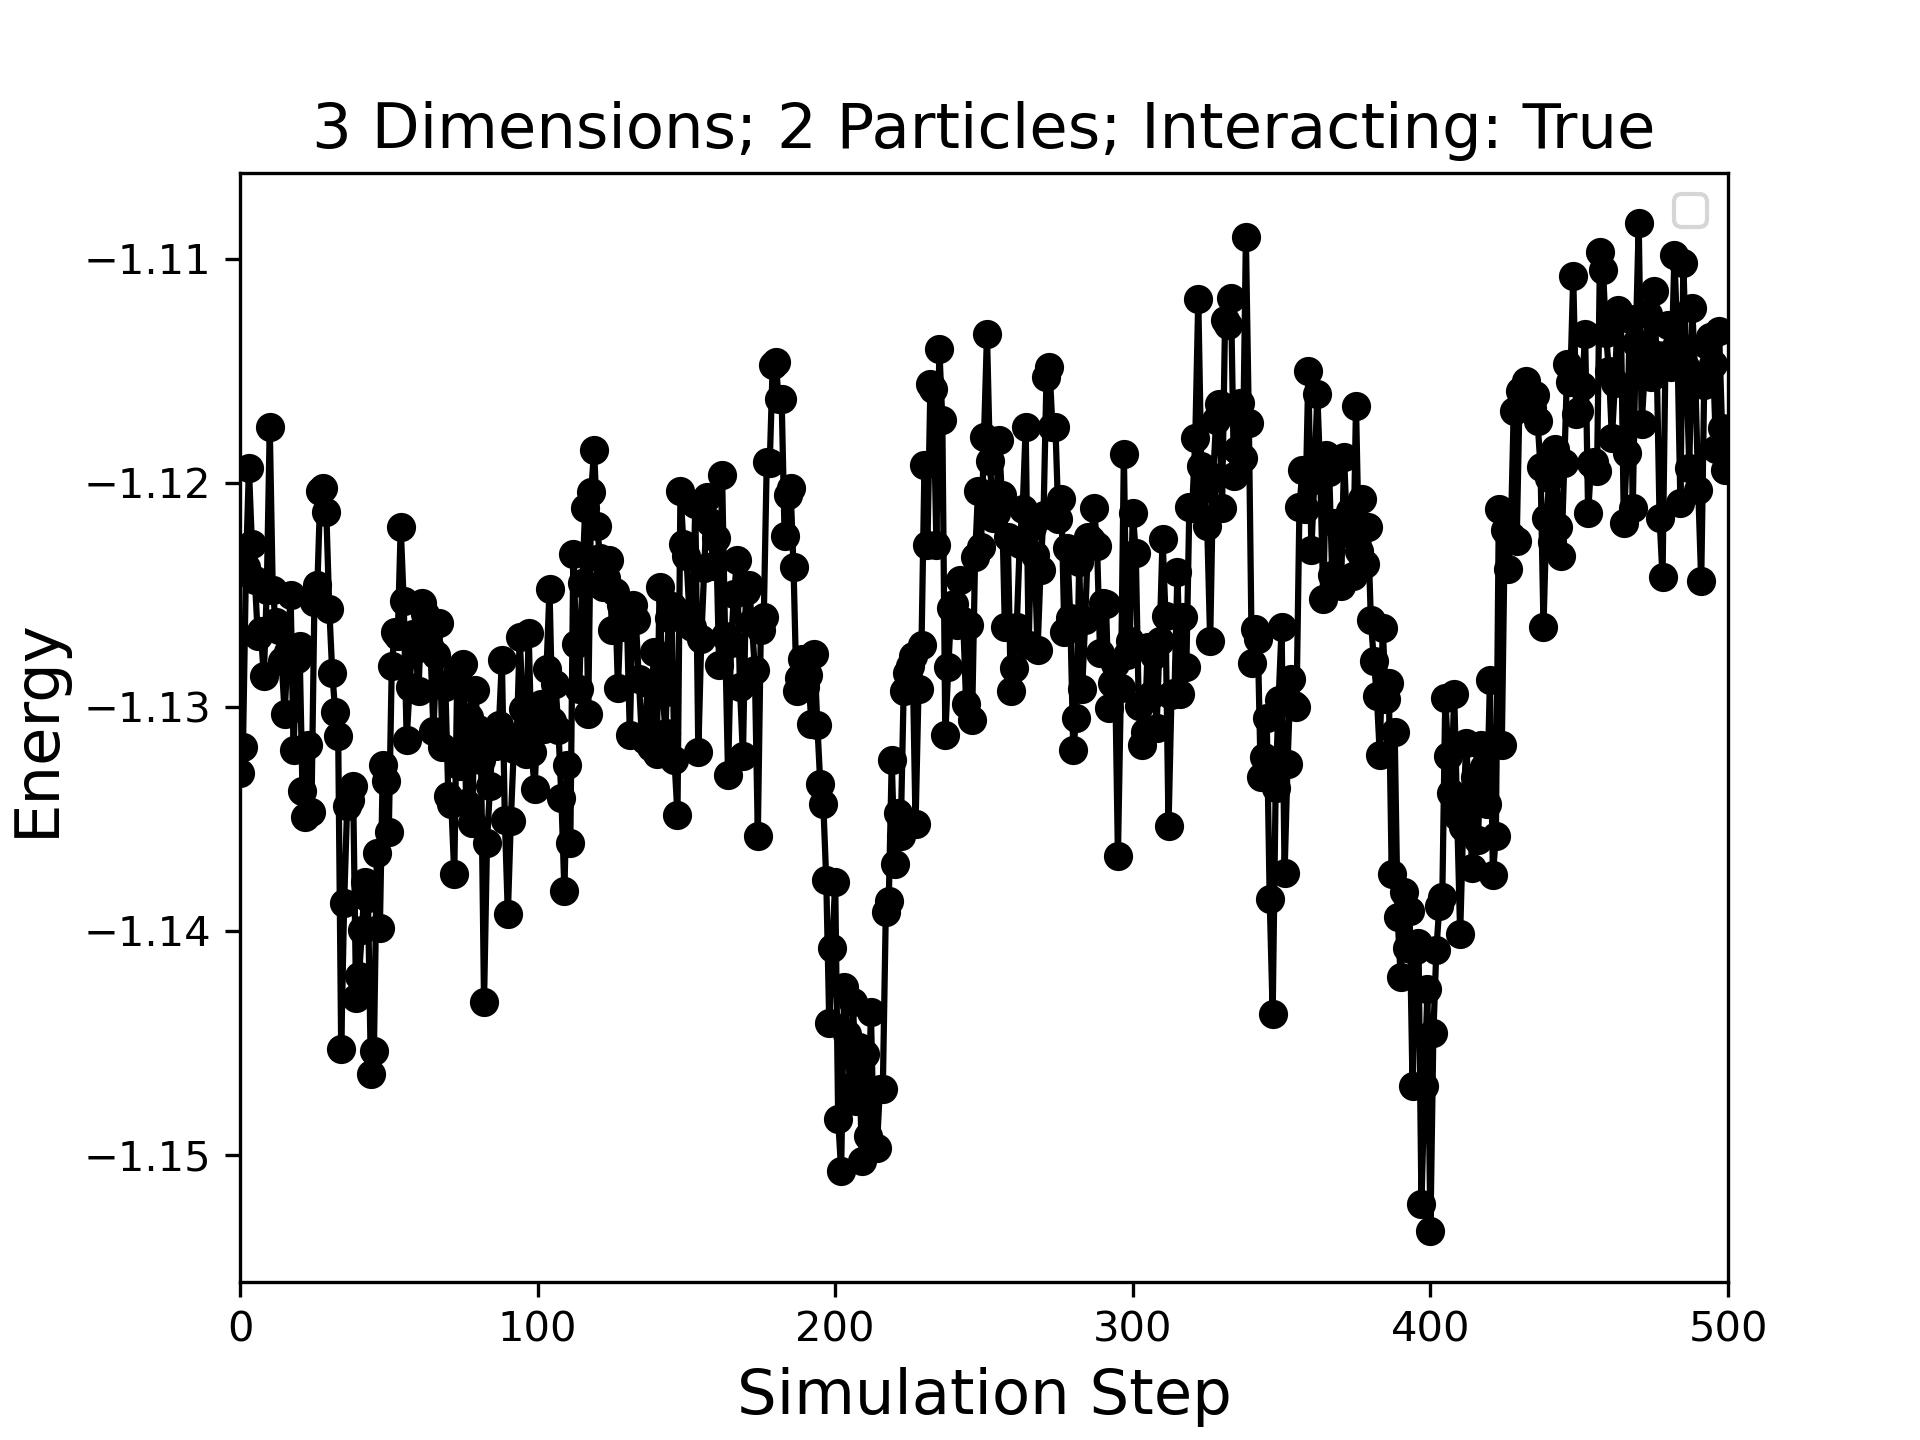 3 Dimensions; 2 Particles; Interacting: True
Energy
−1.11
−1.12
−1.13
−1.14
−1.15
0 100 200 300 400 500
Simulation Step